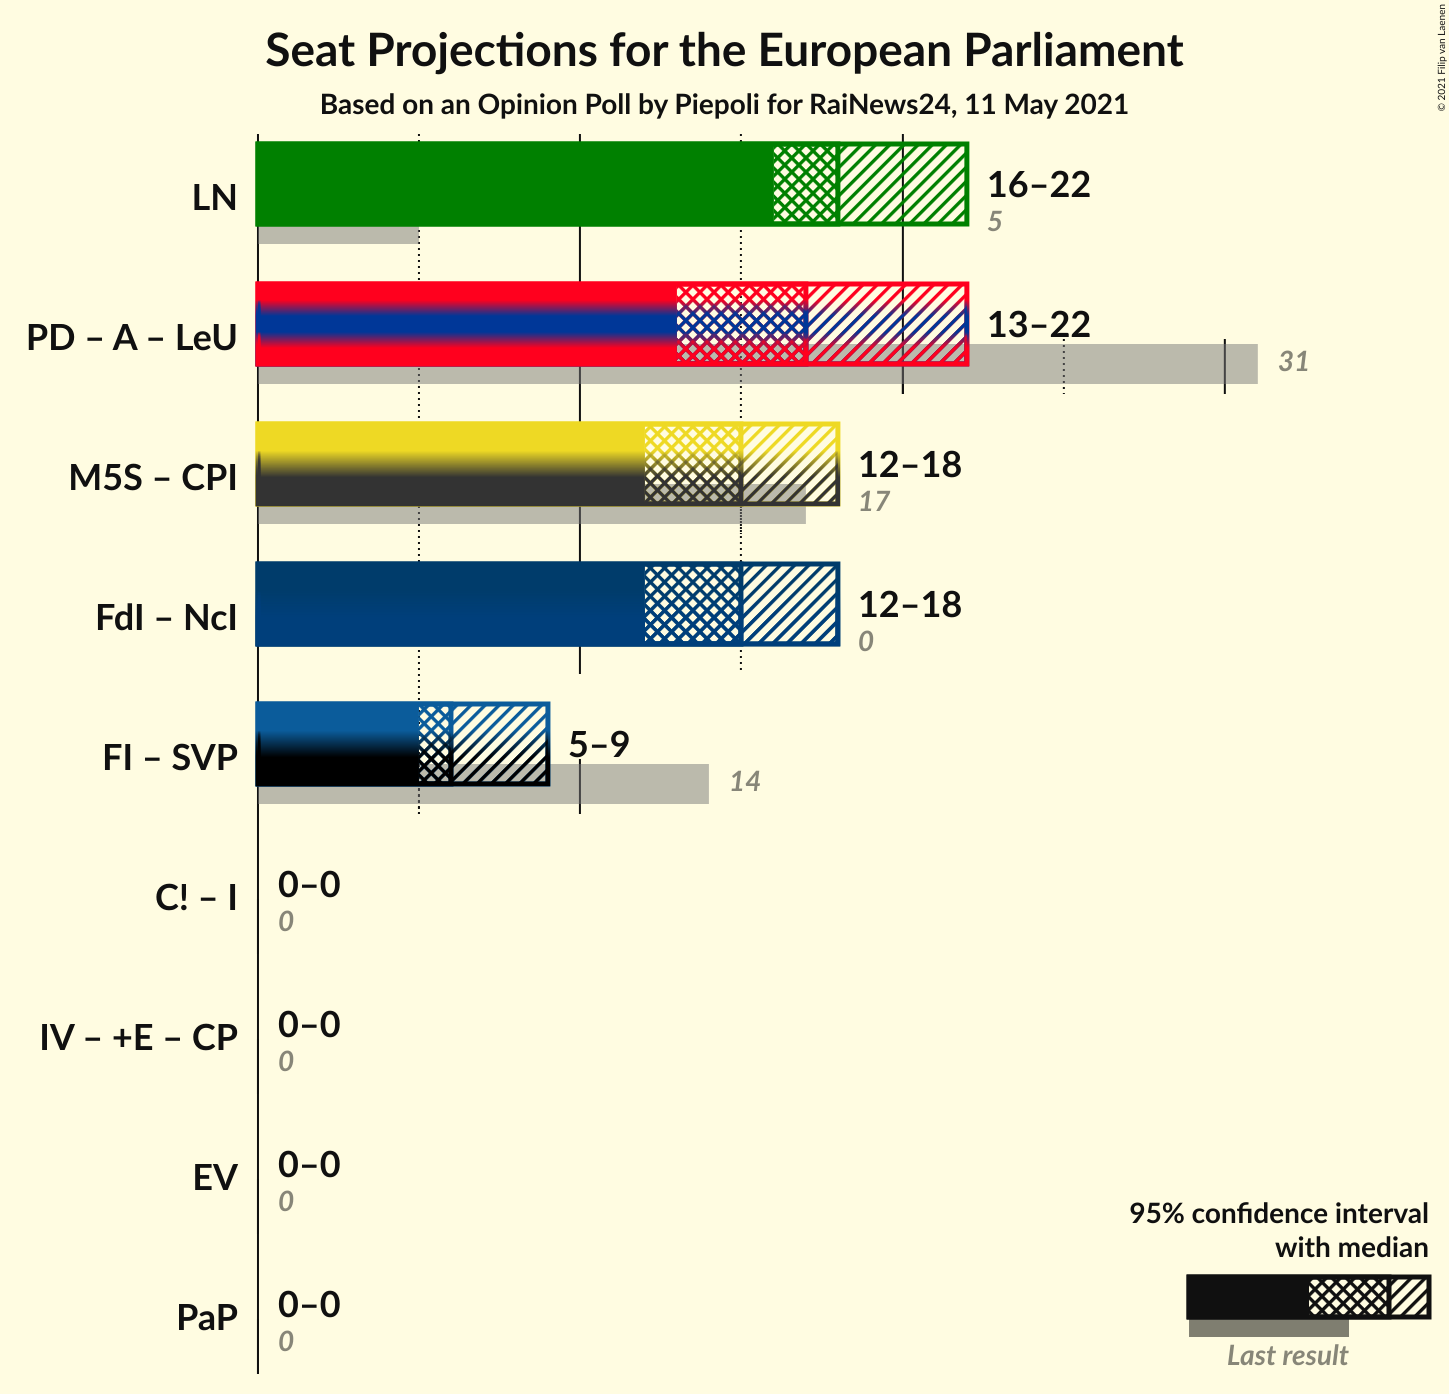 Seat Projections for the European Parliament
Based on an Opinion Poll by Piepoli for RaiNews24, 11 May 2021
© 2021 Filip van Laenen
LN
16–22
5
PD – A – LeU
13–22
31
M5S – CPI
12–18
17
FdI – NcI
12–18
0
FI – SVP
5–9
14
C! – I
0–0
0
IV – +E – CP
0–0
0
EV
0–0
0
PaP
0–0
0
95% confidence interval
with median
Last result